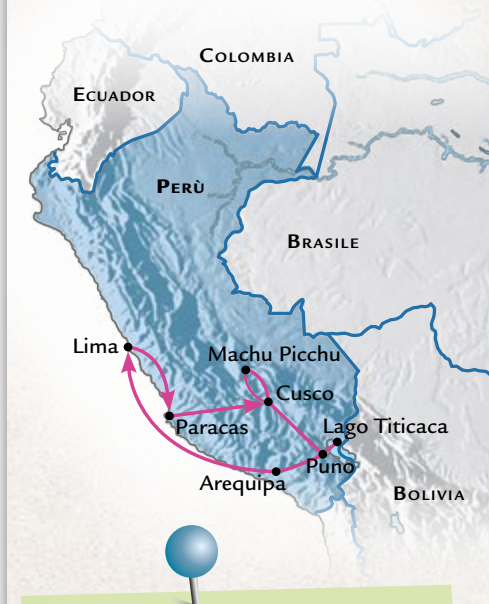 COLOMBIA
ECUADOR
PERÙ
BRASILE
Lima
Machu Picchu
Cusco
Paracas
Lago Titicaca
Puno
Arequipa
BOLIVIA